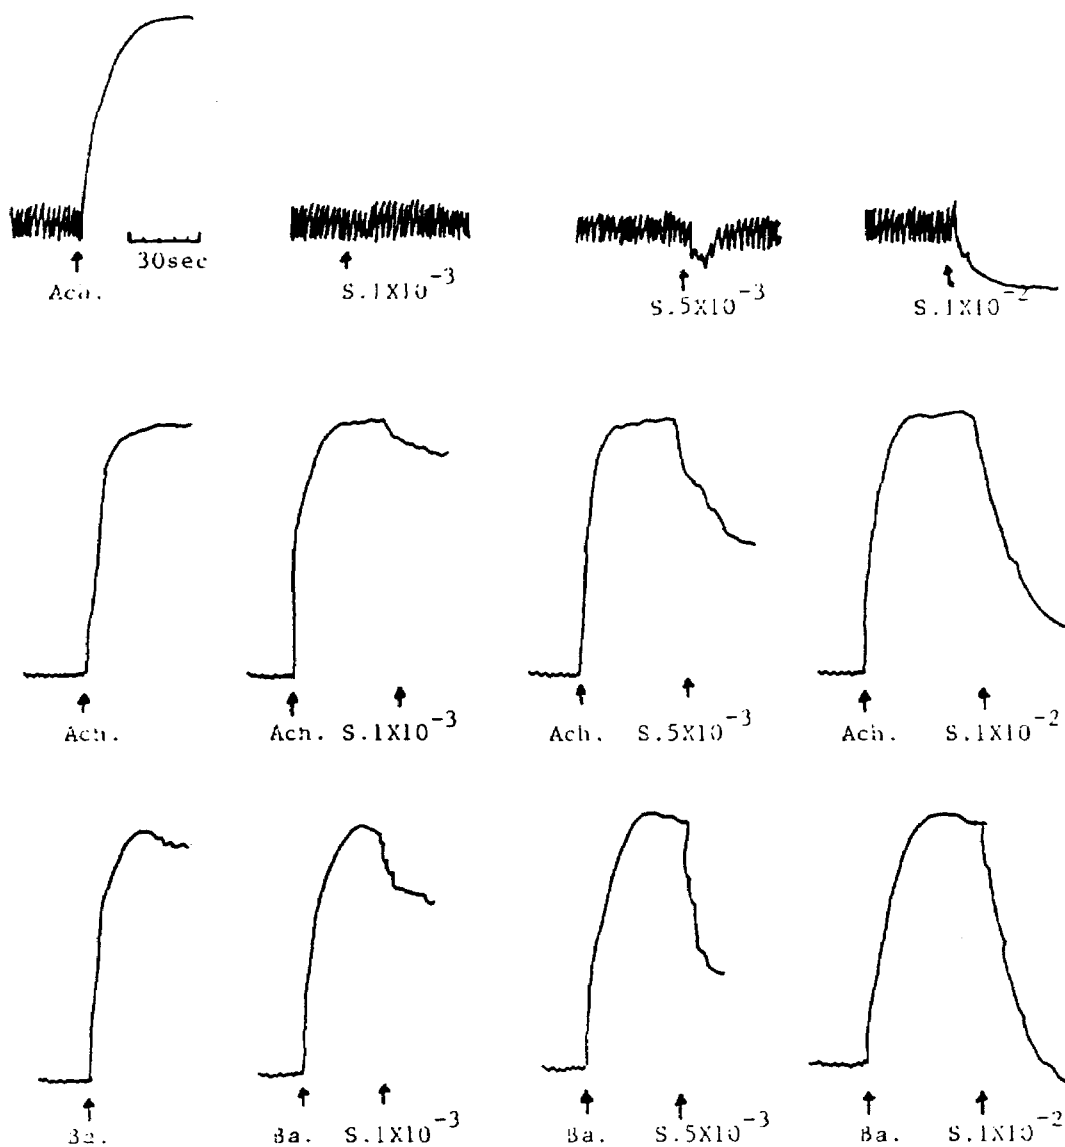 30sec
Ach. S.1X10⁻³ S.5X10⁻³ S.1X10⁻²
Ach. Ach. S.1X10⁻³ Ach. S.5X10⁻³ Ach. S.1X10⁻²
Ba. Ba. S.1X10⁻³ Ba. S.5X10⁻³ Ba. S.1X10⁻²